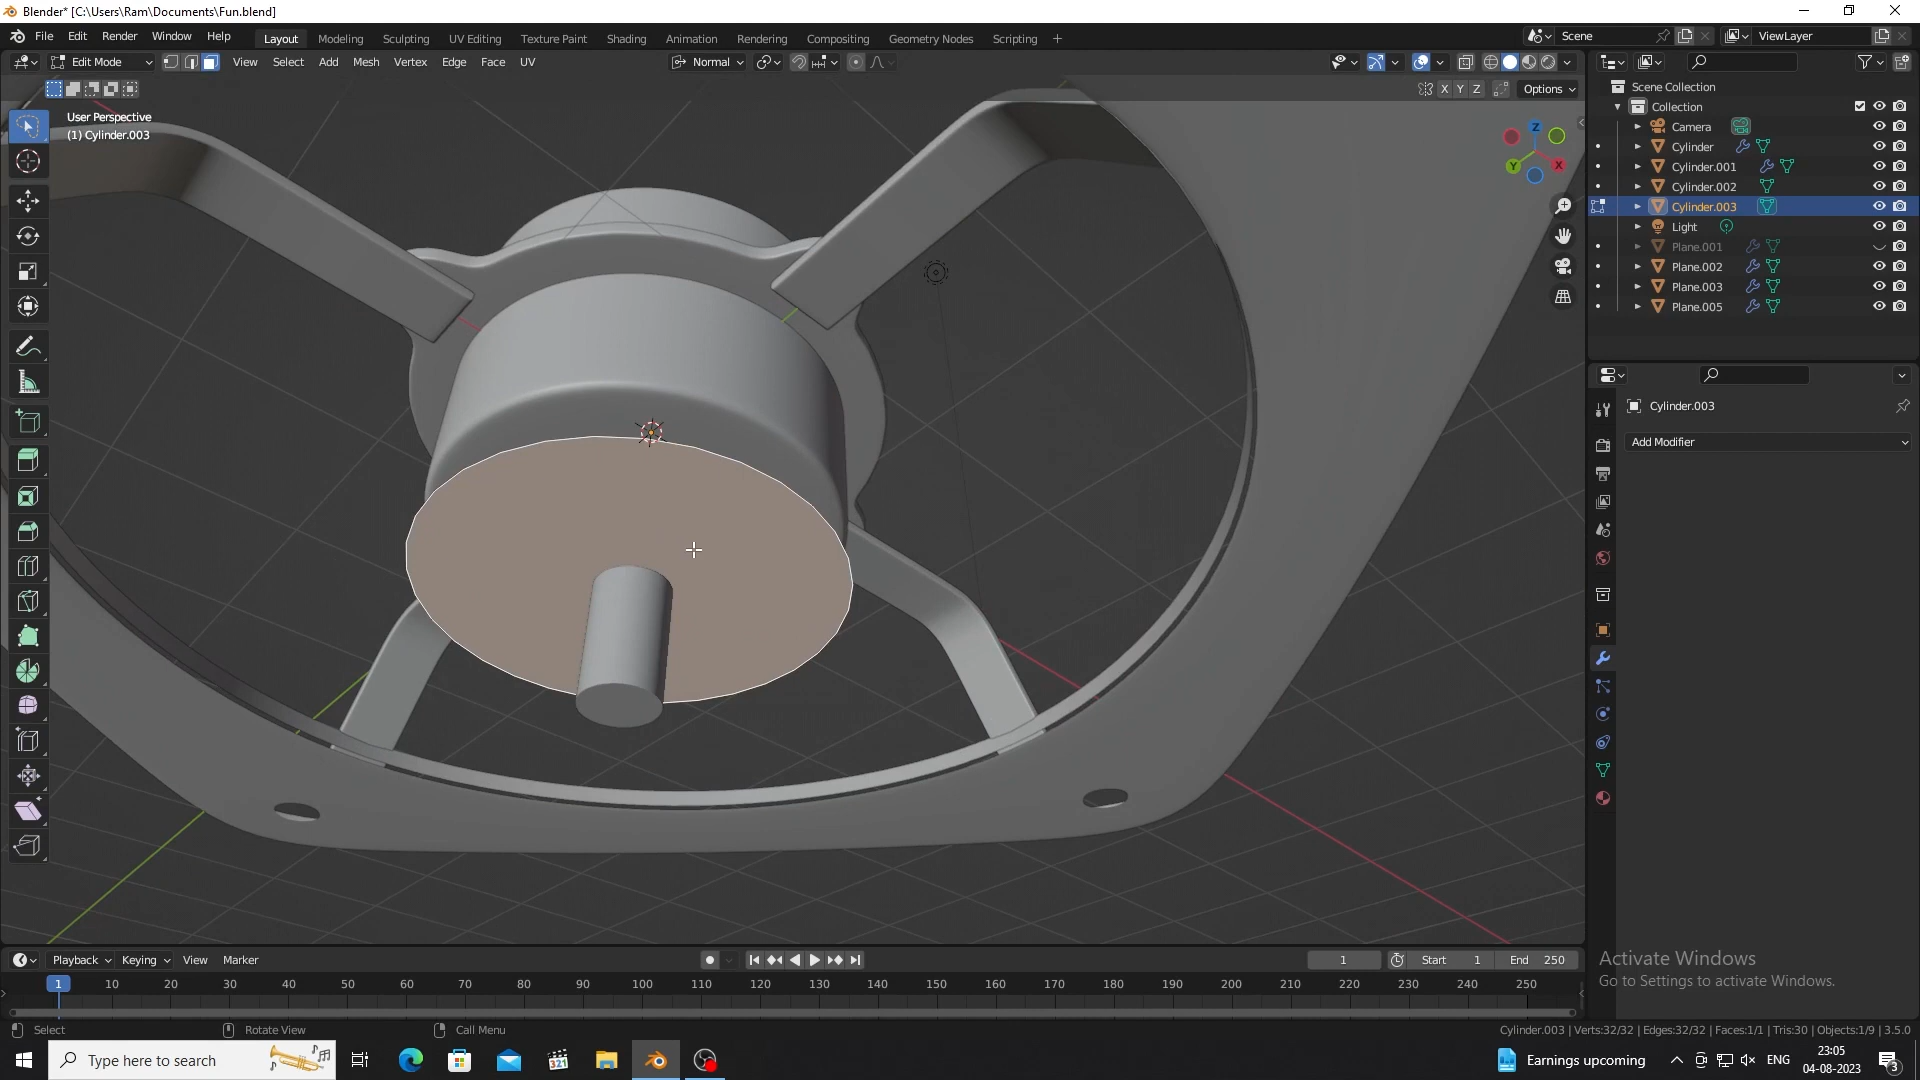 Blender* [C:\Users\Ram\Documents\Fun.blend]
File Edit Render Window Help Layout Modeling Sculpting UV Editing Texture Paint Shading Animation Rendering Compositing Geometry Nodes Scripting + Scene ViewLayer
Edit Mode View Select Add Mesh Vertex Edge Face UV Normal
X Y Z Options
User Perspective
(1) Cylinder.003
Z
Y
X
Scene Collection
Collection
Camera
Cylinder
Cylinder.001
Cylinder.002
Cylinder.003
Light
Plane.001
Plane.002
Plane.003
Plane.005
Cylinder.003
Add Modifier
Playback Keying View Marker 1 Start 1 End 250
1 10 20 30 40 50 60 70 80 90 100 110 120 130 140 150 160 170 180 190 200 210 220 230 240 250
Activate Windows
Go to Settings to activate Windows.
Select Rotate View Call Menu Cylinder.003 | Verts:32/32 | Edges:32/32 | Faces:1/1 | Tris:30 | Objects:1/9 | 3.5.0
Type here to search 321 Earnings upcoming ENG 23:05
04-08-2023 3